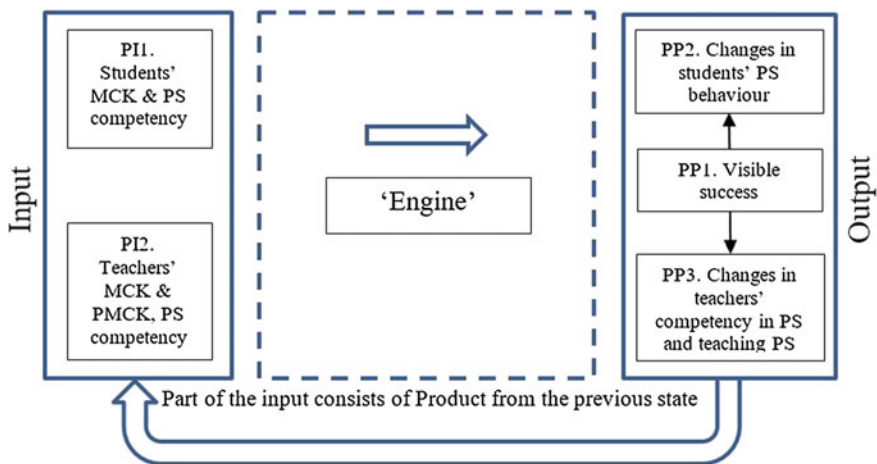 Input
PI1.
Students’
MCK & PS
competency
PI2.
Teachers’
MCK &
PMCK, PS
competency
‘Engine’
PP2. Changes in
students’ PS
behaviour
PP1. Visible
success
PP3. Changes in
teachers’
competency in PS
and teaching PS
Output
Part of the input consists of Product from the previous state